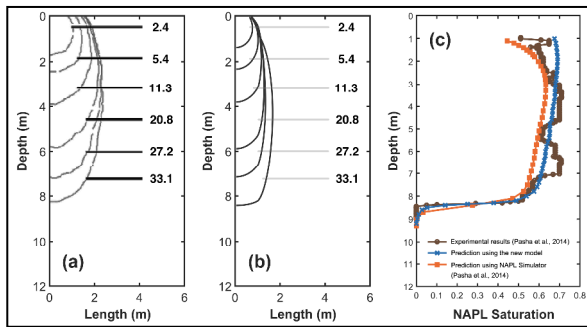 0
2
4
6
8
10
12
Depth (m)
2.4
5.4
11.3
20.8
27.2
33.1
(a)
0 2 4 6
Length (m)
0
2
4
6
8
10
12
Depth (m)
2.4
5.4
11.3
20.8
27.2
33.1
(b)
0 2 4 6
Length (m)
(c)
0
1
2
3
4
5
6
7
8
9
10
11
12
Depth (m)
Experimental results (Pasha et al., 2014)
Prediction using the new model
Prediction using NAPL Simulator
(Pasha et al., 2014)
0 0.1 0.2 0.3 0.4 0.5 0.6 0.7 0.8
NAPL Saturation